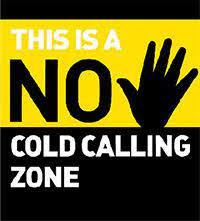 THIS IS A
NO
COLD CALLING
ZONE